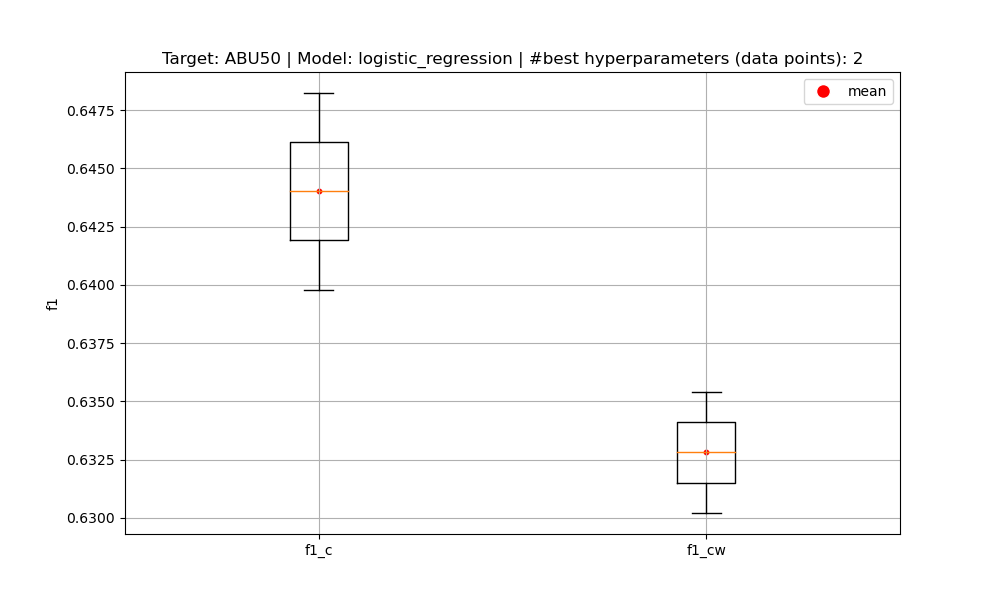 Target: ABU50 | Model: logistic_regression | #best hyperparameters (data points): 2
mean
0.6475
0.6450
0.6425
0.6400
0.6375
0.6350
0.6325
0.6300
f1
f1_c
f1_cw